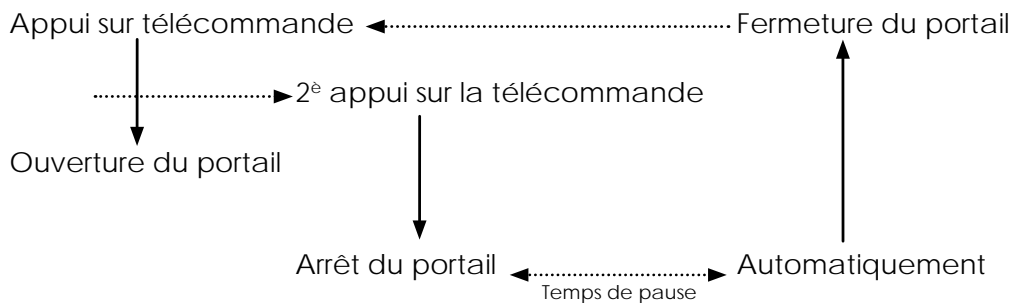 Appui sur télécommande
Fermeture du portail
2è appui sur la télécommande
Ouverture du portail
Arrêt du portail
Automatiquement
Temps de pause